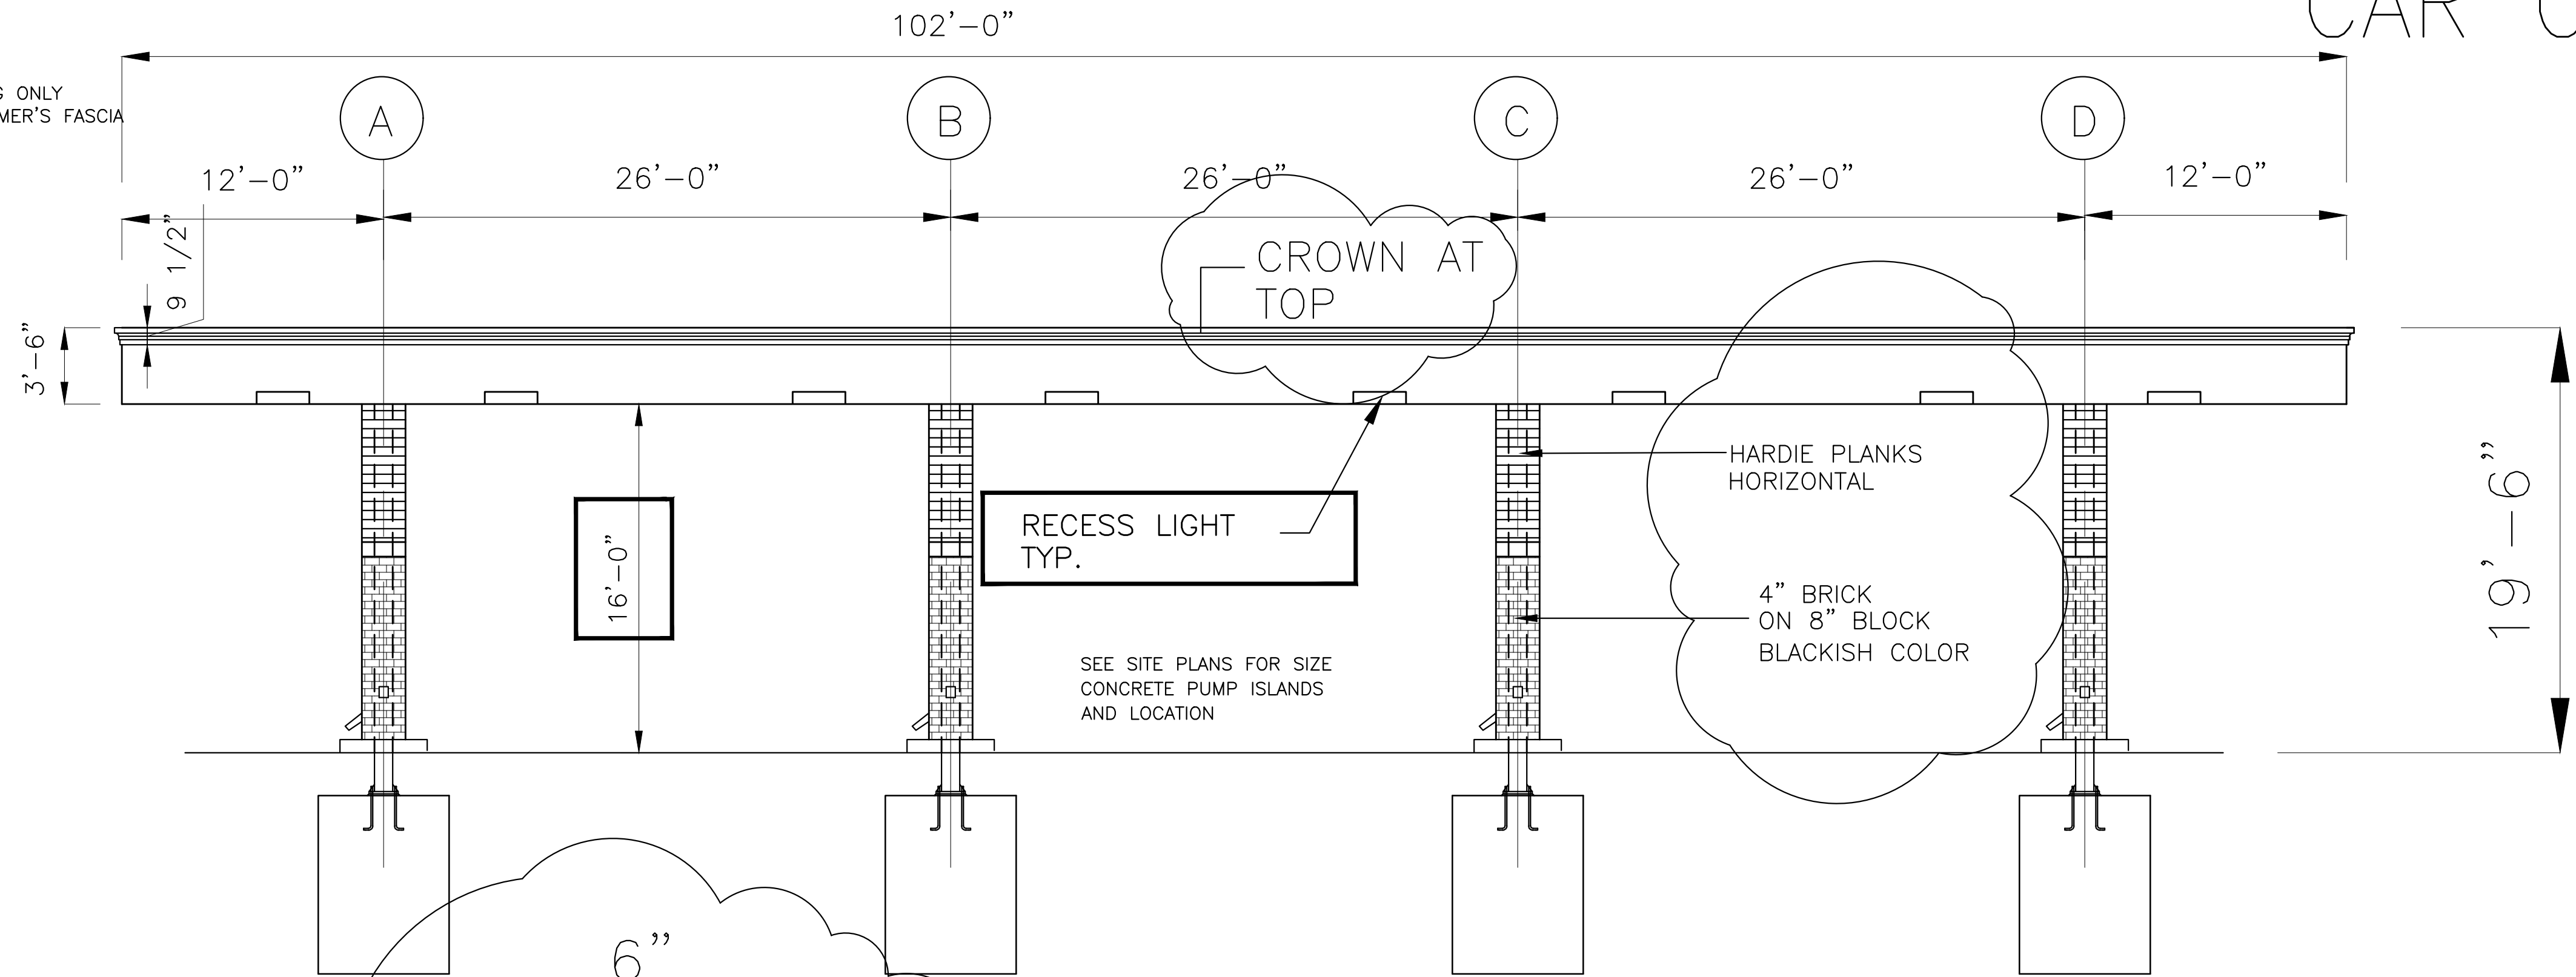 CAR
102'-0"
ONLY
FASCIA
A
B
C
D
12'-0"
26'-0"
26'-0"
26'-0"
12'-0"
9 1/2"
CROWN AT
TOP
3'-6"
HARDIE PLANKS
HORIZONTAL
19'-6"
16'-0"
RECESS LIGHT
TYP.
4" BRICK
ON 8" BLOCK
BLACKISH COLOR
SEE SITE PLANS FOR SIZE
CONCRETE PUMP ISLANDS
AND LOCATION
6"